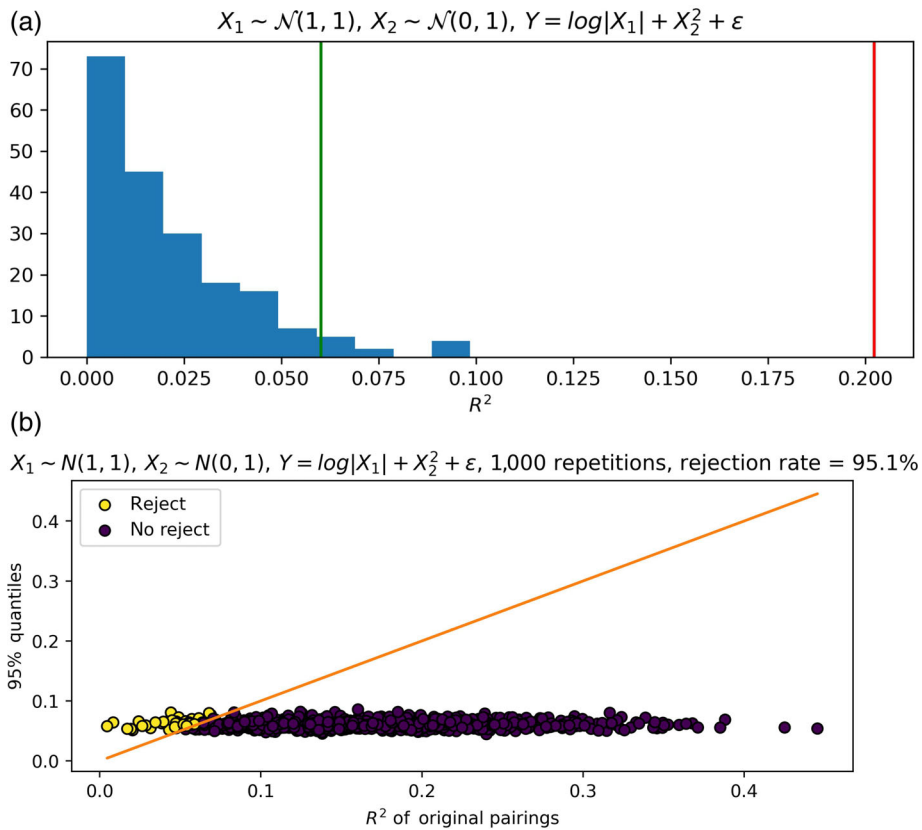 (a)
X₁ ~ 𝒩(1, 1), X₂ ~ 𝒩(0, 1), Y = log|X₁| + X₂² + ε
70
60
50
40
30
20
10
0
0.000 0.025 0.050 0.075 0.100 0.125 0.150 0.175 0.200
R²
(b)
X₁ ~ N(1, 1), X₂ ~ N(0, 1), Y = log|X₁| + X₂² + ε, 1,000 repetitions, rejection rate = 95.1%
Reject
No reject
95% quantiles
0.4
0.3
0.2
0.1
0.0
0.0 0.1 0.2 0.3 0.4
R² of original pairings